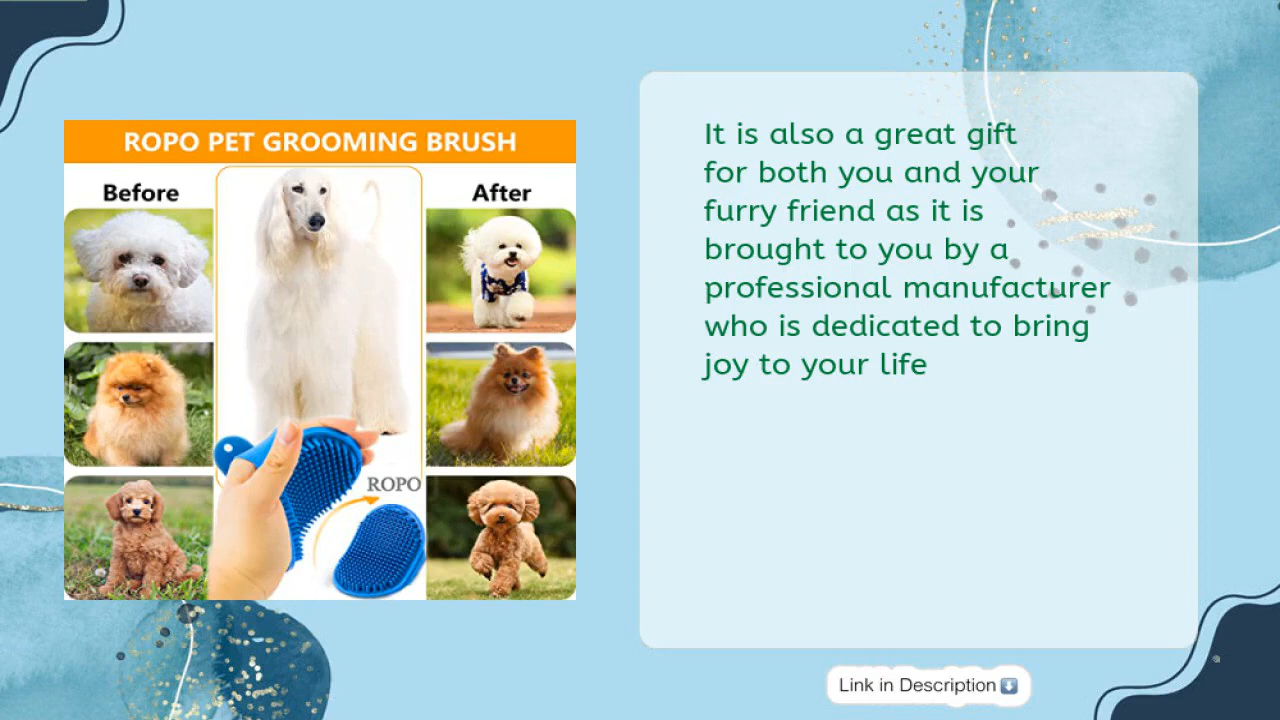 ROPO PET GROOMING BRUSH
Before
After
ROPO
It is also a great gift
for both you and your
furry friend as it is
brought to you by a
professional manufacturer
who is dedicated to bring
joy to your life
Link in Description⬇️